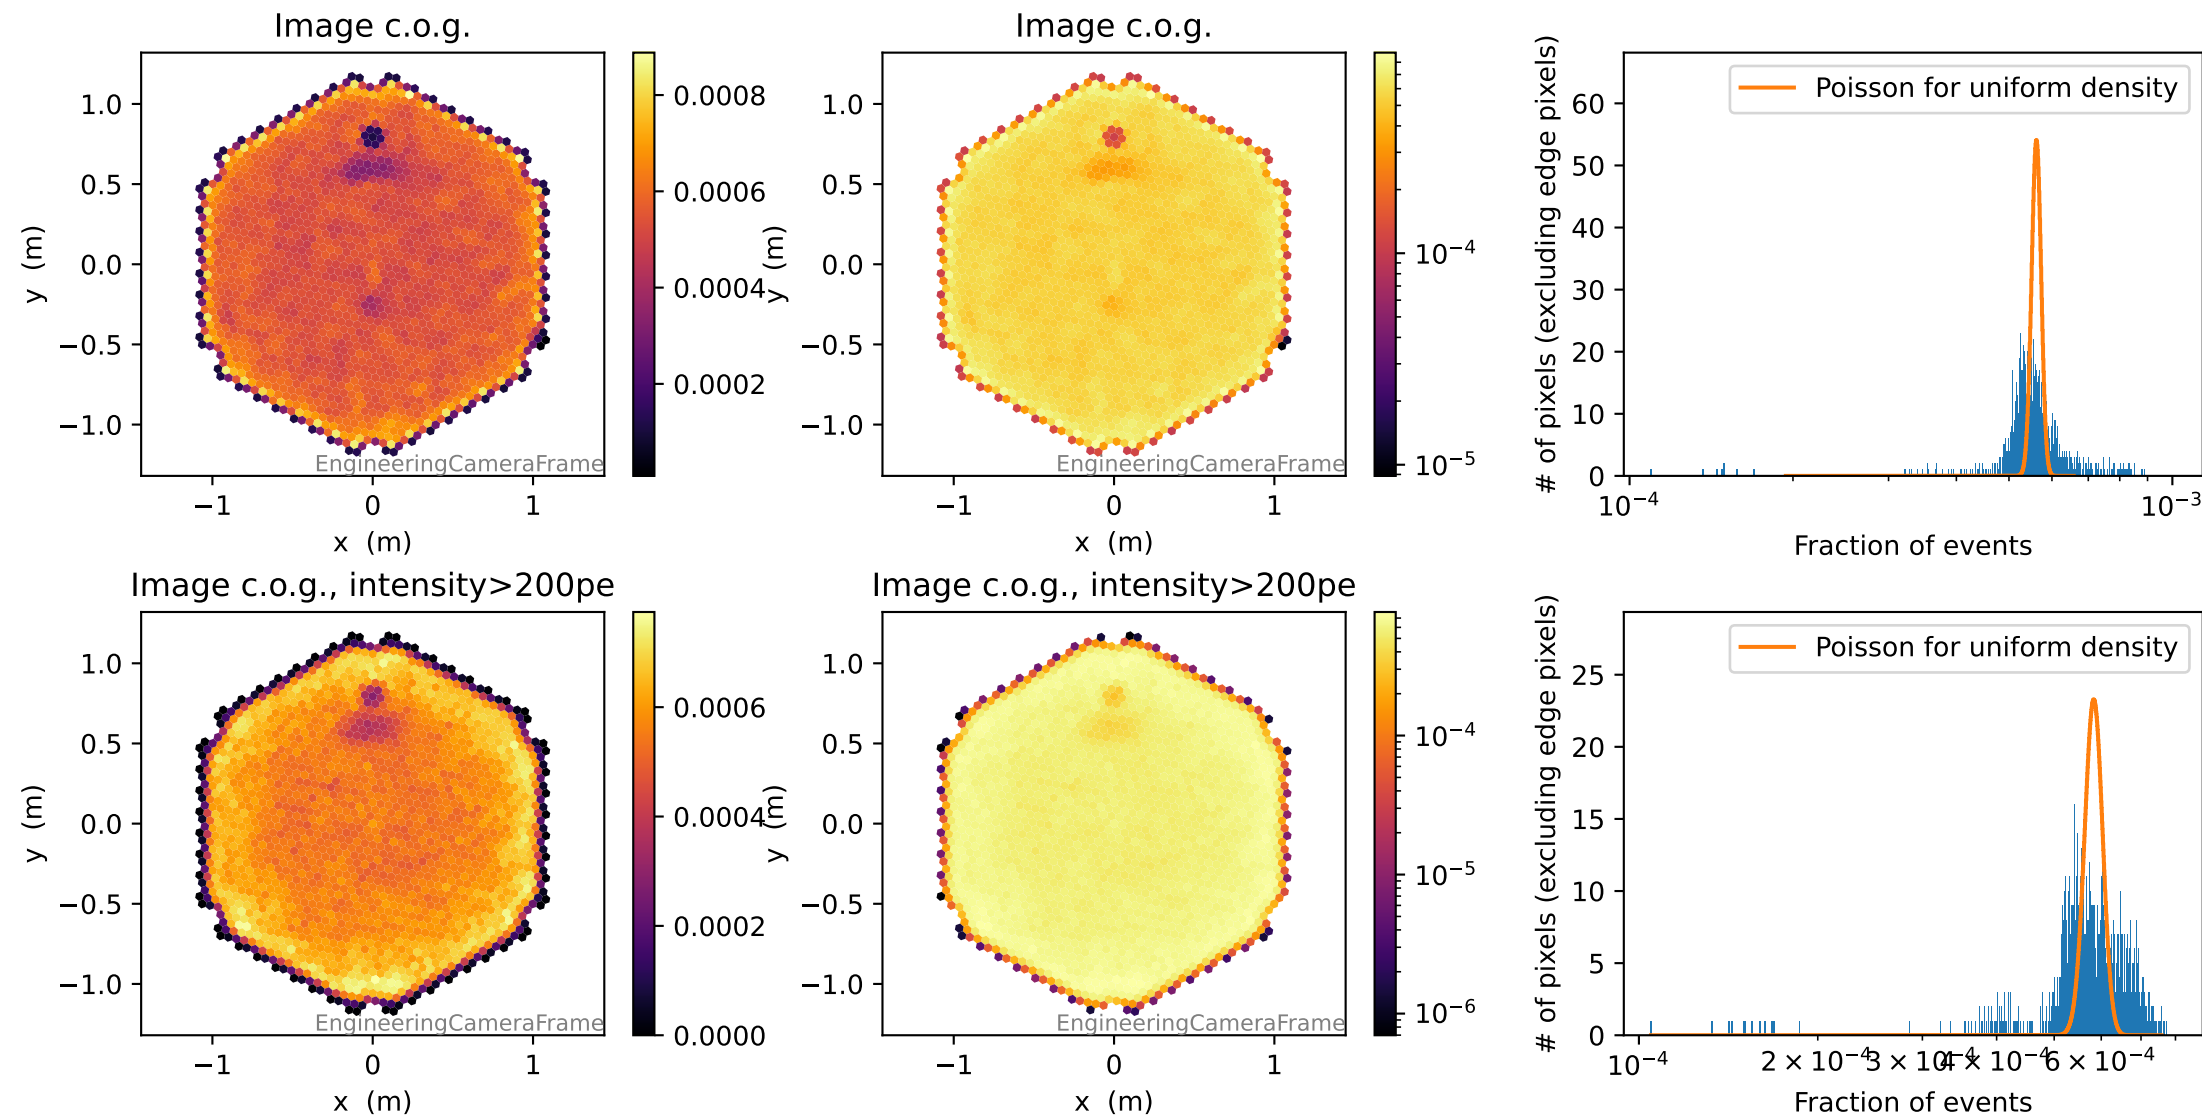 Image c.o.g.
1.0
0.5
0.0
−0.5
−1.0
y (m)
−1 0 1
x (m)
EngineeringCameraFrame
0.0008
0.0006
0.0004
0.0002
Image c.o.g.
1.0
0.5
0.0
−0.5
−1.0
y (m)
−1 0 1
x (m)
EngineeringCameraFrame
10⁻⁴
10⁻⁵
Poisson for uniform density
60
50
40
30
20
10
0
# of pixels (excluding edge pixels)
10⁻⁴ 10⁻³
Fraction of events
Image c.o.g., intensity>200pe
1.0
0.5
0.0
−0.5
−1.0
y (m)
−1 0 1
x (m)
EngineeringCameraFrame
0.0006
0.0004
0.0002
0.0000
Image c.o.g., intensity>200pe
1.0
0.5
0.0
−0.5
−1.0
y (m)
−1 0 1
x (m)
EngineeringCameraFrame
10⁻⁴
10⁻⁵
10⁻⁶
Poisson for uniform density
25
20
15
10
5
0
# of pixels (excluding edge pixels)
10⁻⁴ 2 × 10⁻⁴ 3 × 10⁻⁴ 4 × 10⁻⁴ 6 × 10⁻⁴
Fraction of events